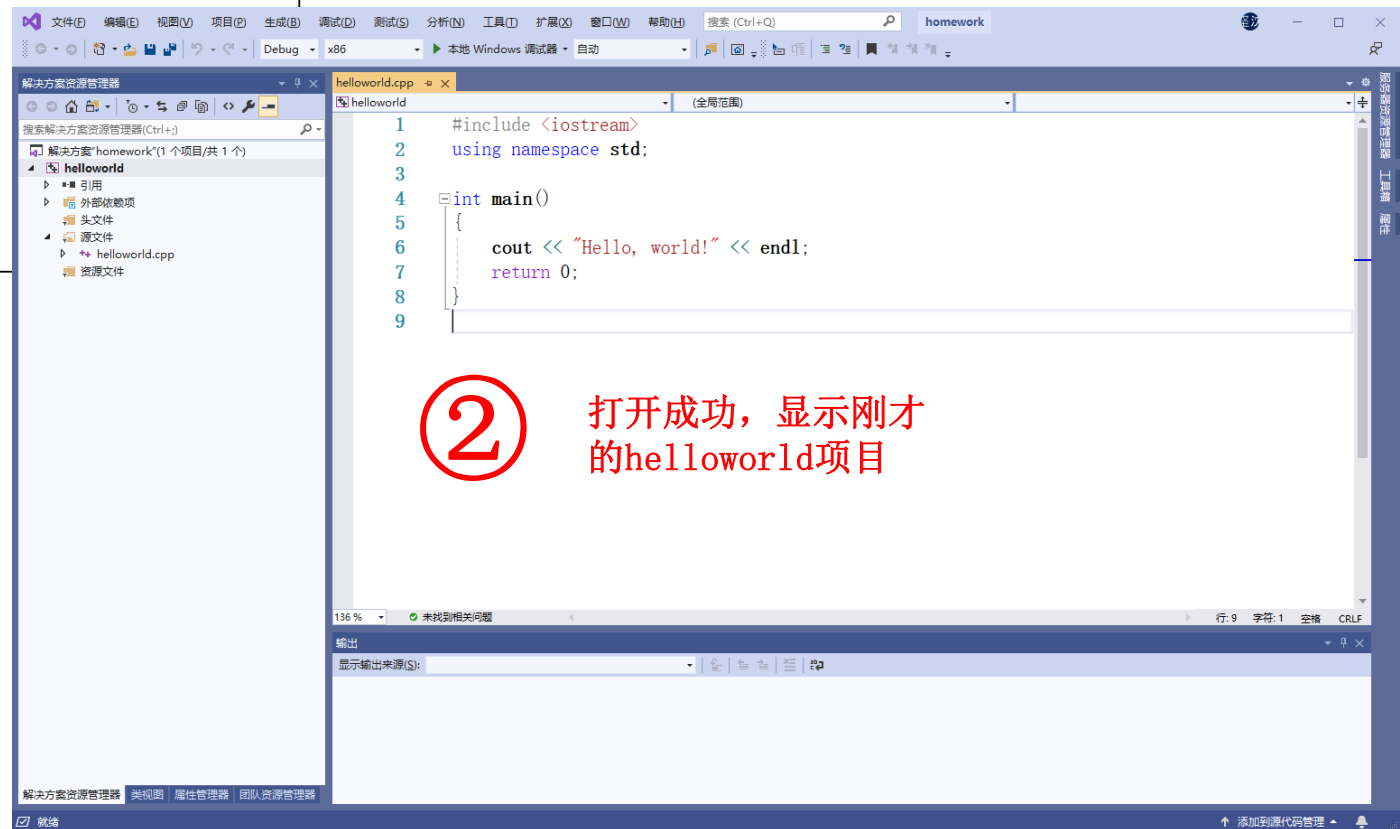 文件(F) 编辑(E) 视图(V) 项目(P) 生成(B) 调试(D) 测试(S) 分析(N) 工具(T) 扩展(X) 窗口(W) 帮助(H) 搜索 (Ctrl+Q) homework
Debug x86 本地 Windows 调试器 自动
解决方案资源管理器
搜索解决方案资源管理器(Ctrl+;)
解决方案"homework"(1 个项目/共 1 个)
helloworld
引用
外部依赖项
头文件
源文件
helloworld.cpp
资源文件
helloworld.cpp
helloworld (全局范围)
1 #include <iostream>
2 using namespace std;
3
4 int main()
5 {
6 cout << "Hello, world!" << endl;
7 return 0;
8 }
9
② 打开成功，显示刚才
的helloworld项目
136 % 未找到相关问题 行: 9 字符: 1 空格 CRLF
输出
显示输出来源(S):
解决方案资源管理器 类视图 属性管理器 团队资源管理器
就绪 添加到源代码管理
服务器资源管理器
工具箱
属性